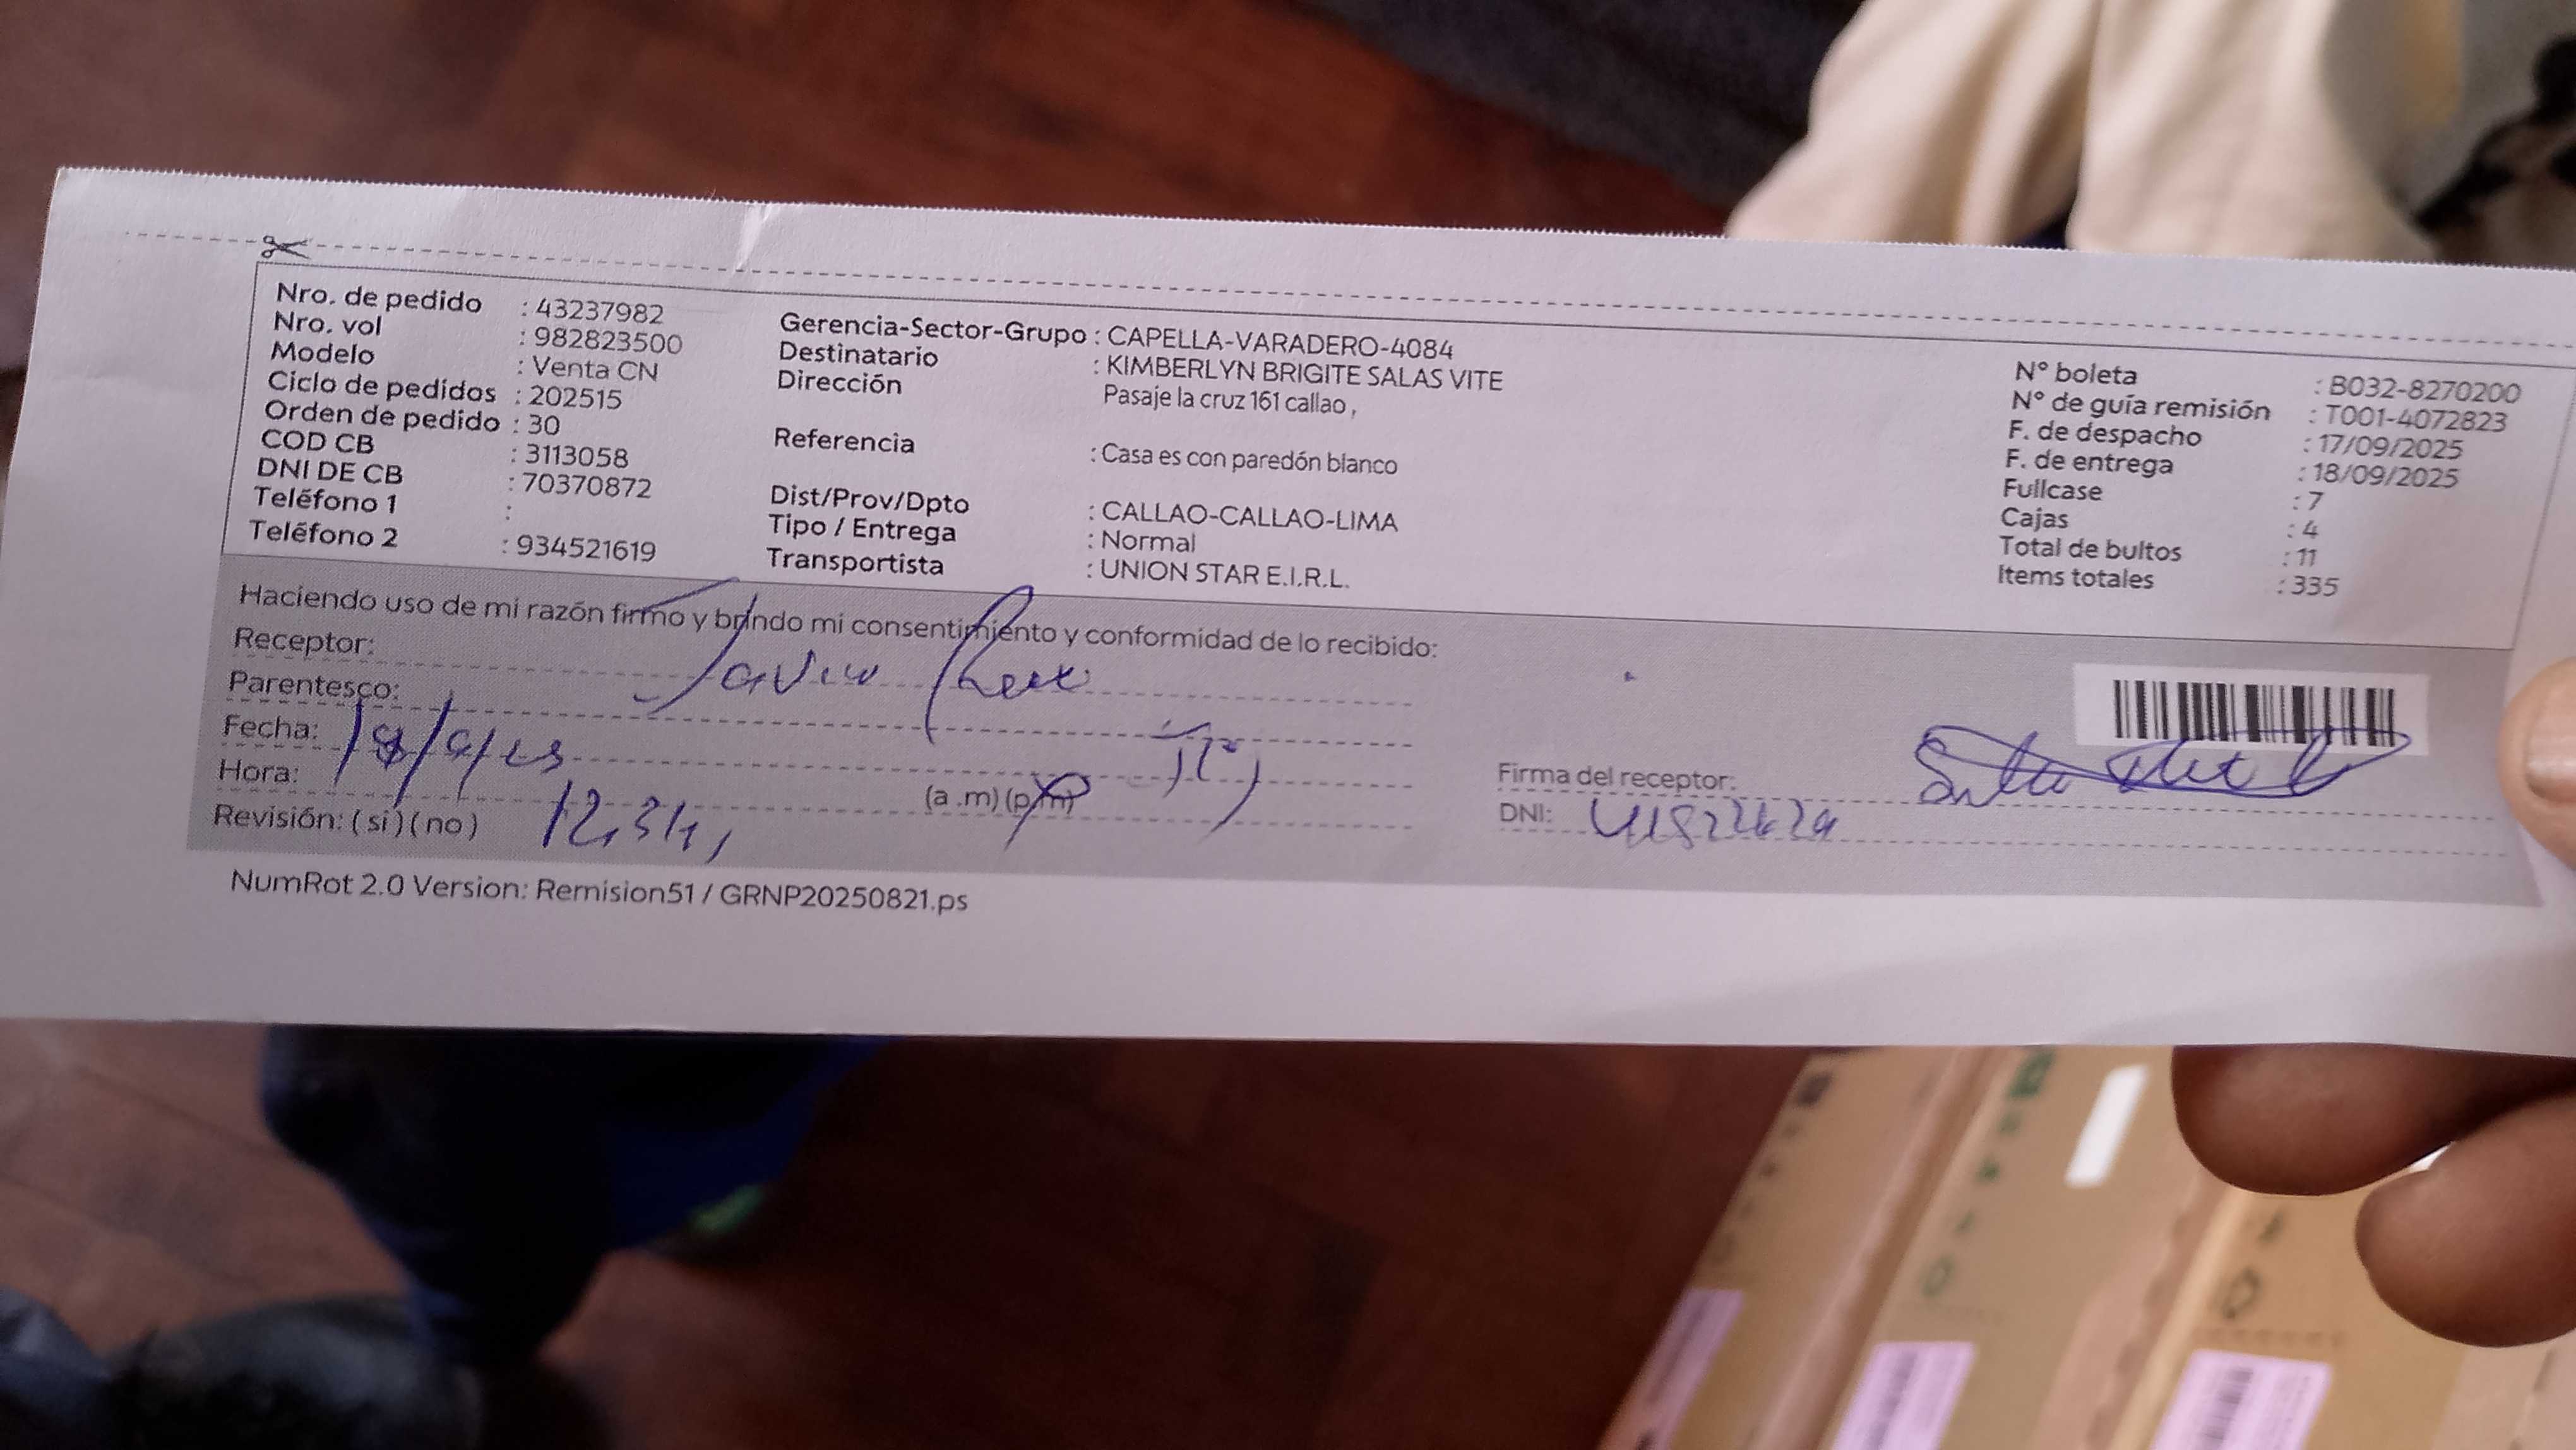 Nro. de pedido : 43237982
Nro. vol : 982823500
Modelo : Venta CN
Ciclo de pedidos : 202515
Orden de pedido : 30
COD CB : 3113058
DNI DE CB : 70370872
Teléfono 1 :
Teléfono 2 : 934521619
Gerencia-Sector-Grupo : CAPELLA-VARADERO-4084
Destinatario : KIMBERLYN BRIGITE SALAS VITE
Dirección Pasaje la cruz 161 callao ,
Referencia : Casa es con paredón blanco
Dist/Prov/Dpto : CALLAO-CALLAO-LIMA
Tipo / Entrega : Normal
Transportista : UNION STAR E.I.R.L.
N° boleta : B032-8270200
N° de guía remisión : T001-4072823
F. de despacho : 17/09/2025
F. de entrega : 18/09/2025
Fullcase : 7
Cajas : 4
Total de bultos : 11
Items totales : 335
Haciendo uso de mi razón firmo y brindo mi consentimiento y conformidad de lo recibido:
Receptor:
Parentesco:
Fecha: 18/9/25
Hora: (a .m) (p.m)
Revisión: ( si ) ( no )
Firma del receptor:
DNI:
NumRot 2.0 Version: Remision51 / GRNP20250821.ps